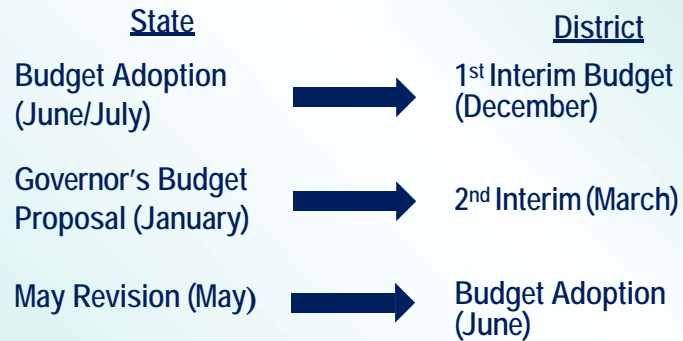 State
District
Budget Adoption
(June/July)
1st Interim Budget
(December)
Governor's Budget
Proposal (January)
2nd Interim (March)
May Revision (May)
Budget Adoption
(June)